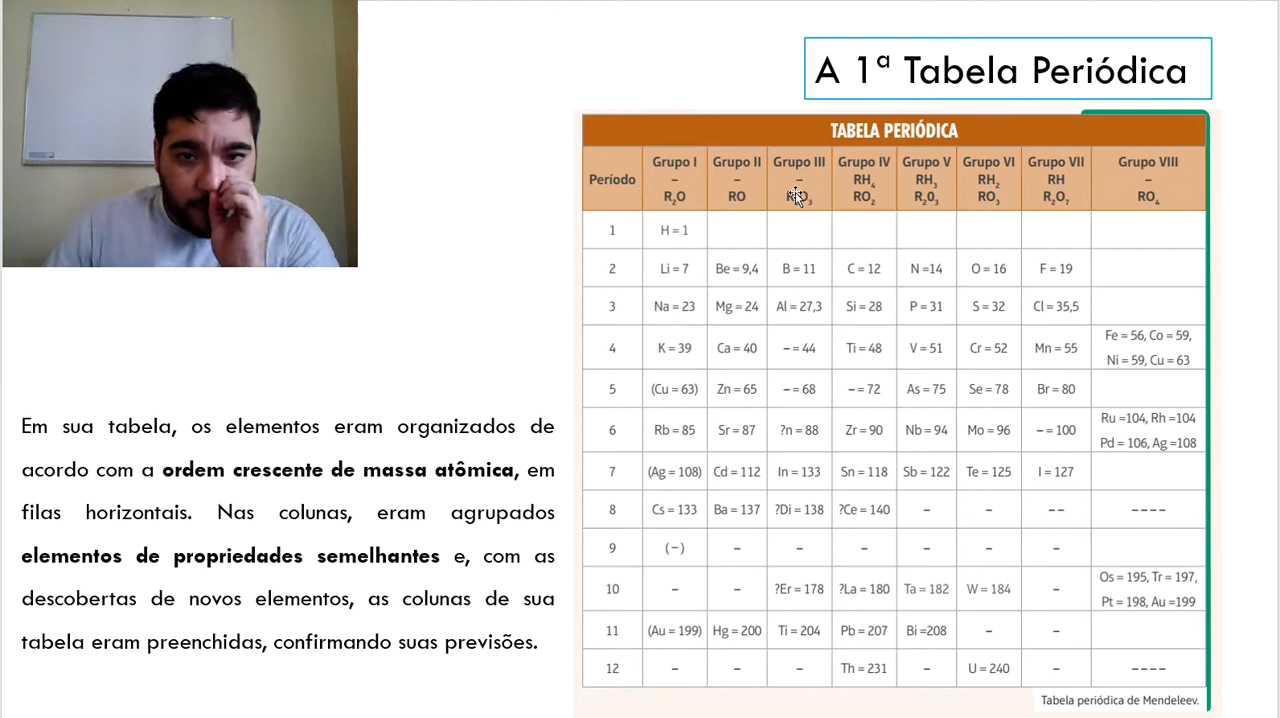 A 1ª Tabela Periódica
TABELA PERIÓDICA
Período Grupo I – R₂O Grupo II – RO Grupo III – Grupo IV RH₄ RO₂ Grupo V RH₃ R₂0₃ Grupo VI RH₂ RO₃ Grupo VII RH R₂O₇ Grupo VIII – RO₄
1 H = 1
2 Li = 7 Be = 9,4 B = 11 C = 12 N =14 O = 16 F = 19
3 Na = 23 Mg = 24 Al = 27,3 Si = 28 P = 31 S = 32 Cl = 35,5
4 K = 39 Ca = 40 – = 44 Ti = 48 V = 51 Cr = 52 Mn = 55 Fe = 56, Co = 59, Ni = 59, Cu = 63
5 (Cu = 63) Zn = 65 – = 68 – = 72 As = 75 Se = 78 Br = 80
6 Rb = 85 Sr = 87 ?n = 88 Zr = 90 Nb = 94 Mo = 96 – = 100 Ru =104, Rh =104 Pd = 106, Ag =108
7 (Ag = 108) Cd = 112 In = 133 Sn = 118 Sb = 122 Te = 125 I = 127
8 Cs = 133 Ba = 137 ?Di = 138 ?Ce = 140 – – – – – – – –
9 (–) – – – – – –
10 – – ?Er = 178 ?La = 180 Ta = 182 W = 184 – Os = 195, Tr = 197, Pt = 198, Au =199
11 (Au = 199) Hg = 200 Ti = 204 Pb = 207 Bi =208 – –
12 – – – Th = 231 – U = 240 – – – – –
Tabela periódica de Mendeleev.
Em sua tabela, os elementos eram organizados de
acordo com a ordem crescente de massa atômica, em
filas horizontais. Nas colunas, eram agrupados
elementos de propriedades semelhantes e, com as
descobertas de novos elementos, as colunas de sua
tabela eram preenchidas, confirmando suas previsões.